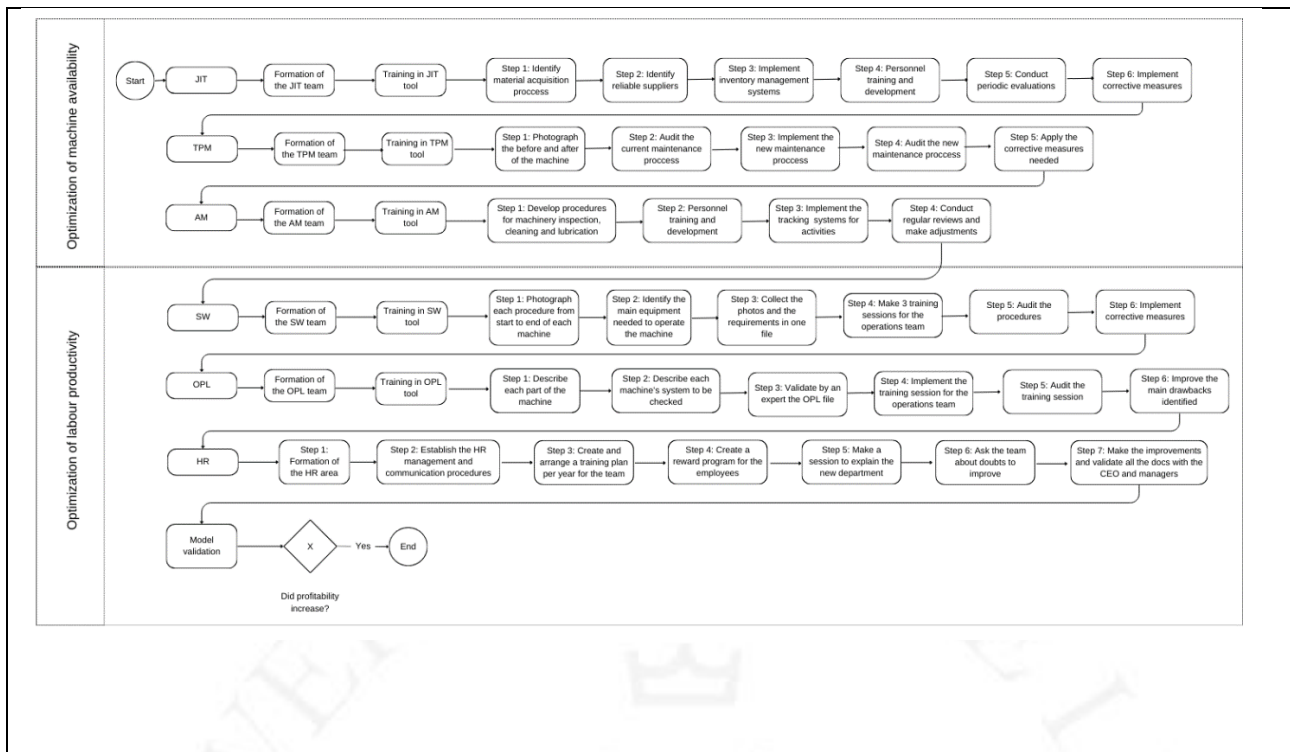 Optimization of machine availability
Start
JIT
Formation of
the JIT team
Training in JIT
tool
Step 1: Identify
material acquisition
proccess
Step 2: Identify
reliable suppliers
Step 3: Implement
inventory management
systems
Step 4: Personnel
training and
development
Step 5: Conduct
periodic evaluations
Step 6: Implement
corrective measures
TPM
Formation of
the TPM team
Training in TPM
tool
Step 1: Photograph
the before and after
of the machine
Step 2: Audit the
current maintenance
proccess
Step 3: Implement the
new maintenance
proccess
Step 4: Audit the new
maintenance proccess
Step 5: Apply the
corrective measures
needed
AM
Formation of
the AM team
Training in AM
tool
Step 1: Develop procedures
for machinery inspection,
cleaning and lubrication
Step 2: Personnel
training and
development
Step 3: Implement the
tracking systems for
activities
Step 4: Conduct
regular reviews and
make adjustments
Optimization of labour productivity
SW
Formation of
the SW team
Training in SW
tool
Step 1: Photograph
each procedure from
start to end of each
machine
Step 2: Identify the
main equipment
needed to operate
the machine
Step 3: Collect the
photos and the
requirements in one
file
Step 4: Make 3 training
sessions for the
operations team
Step 5: Audit the
procedures
Step 6: Implement
corrective measures
OPL
Formation of
the OPL team
Training in OPL
tool
Step 1: Describe
each part of the
machine
Step 2: Describe each
machine's system to be
checked
Step 3: Validate by an
expert the OPL file
Step 4: Implement the
training session for the
operations team
Step 5: Audit the
training session
Step 6: Improve the
main drawbacks
identified
HR
Step 1:
Formation of
the HR area
Step 2: Establish the HR
management and
communication procedures
Step 3: Create and
arrange a training plan
per year for the team
Step 4: Create a
reward program for the
employees
Step 5: Make a
session to explain the
new department
Step 6: Ask the team
about doubts to
improve
Step 7: Make the improvements
and validate all the docs with the
CEO and managers
Model
validation
X
Yes
End
Did profitability
increase?